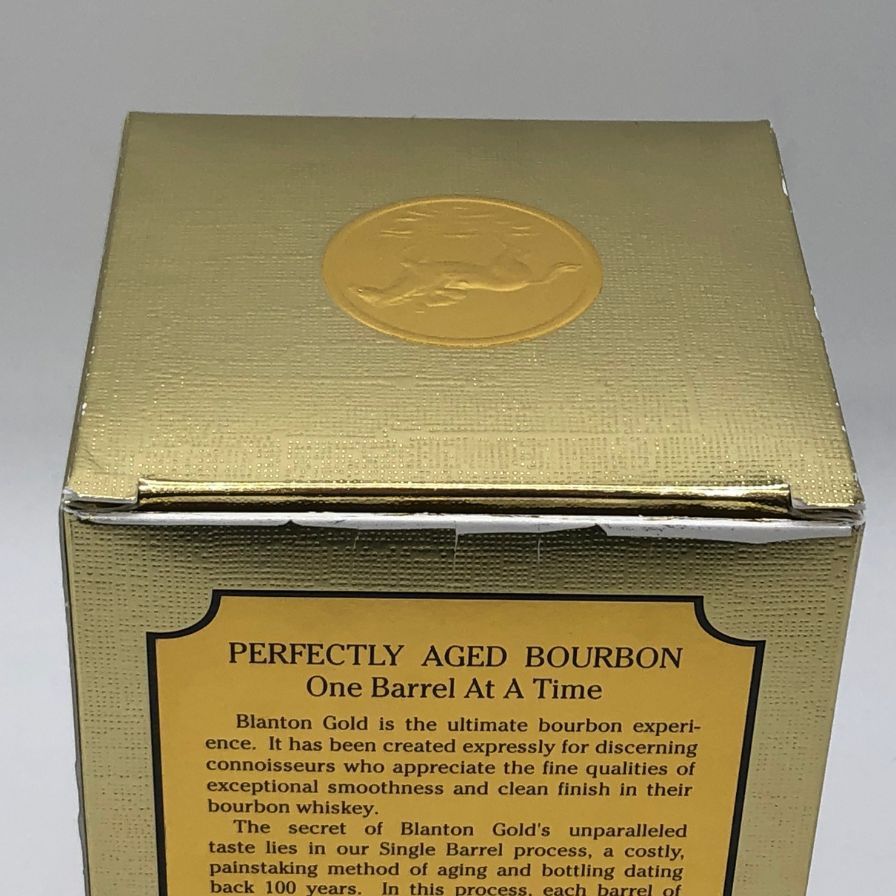 PERFECTLY AGED BOURBON
One Barrel At A Time
Blanton Gold is the ultimate bourbon experi-
ence. It has been created expressly for discerning
connoisseurs who appreciate the fine qualities of
exceptional smoothness and clean finish in their
bourbon whiskey.
The secret of Blanton Gold's unparalleled
taste lies in our Single Barrel process, a costly,
painstaking method of aging and bottling dating
back 100 years. In this process, each barrel of